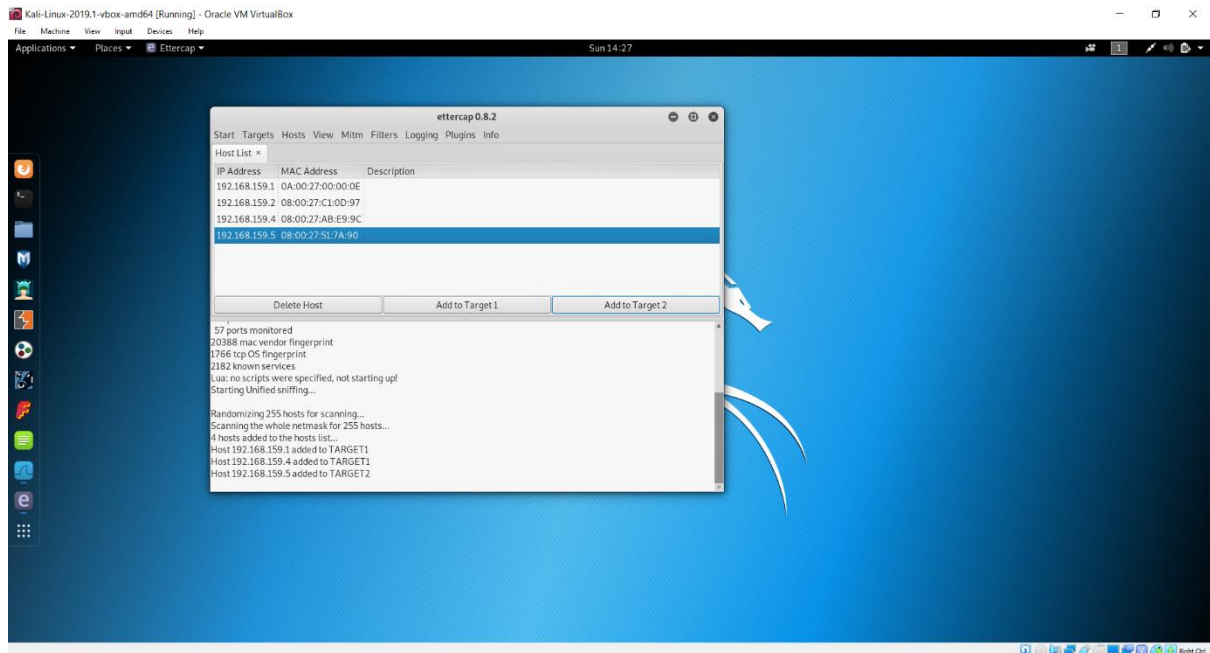 Kali-Linux-2019.1-vbox-amd64 [Running] - Oracle VM VirtualBox
File Machine View Input Devices Help
Applications Places Ettercap Sun 14:27 1
ettercap 0.8.2
Start Targets Hosts View Mitm Filters Logging Plugins Info
Host List ×
IP Address MAC Address Description
192.168.159.1 0A:00:27:00:00:0E
192.168.159.2 08:00:27:C1:0D:97
192.168.159.4 08:00:27:AB:E9:9C
192.168.159.5 08:00:27:51:7A:90
Delete Host Add to Target 1 Add to Target 2
57 ports monitored
20388 mac vendor fingerprint
1766 tcp OS fingerprint
2182 known services
Lua: no scripts were specified, not starting up!
Starting Unified sniffing...
Randomizing 255 hosts for scanning...
Scanning the whole netmask for 255 hosts...
4 hosts added to the hosts list...
Host 192.168.159.1 added to TARGET1
Host 192.168.159.4 added to TARGET1
Host 192.168.159.5 added to TARGET2
Right Ctrl